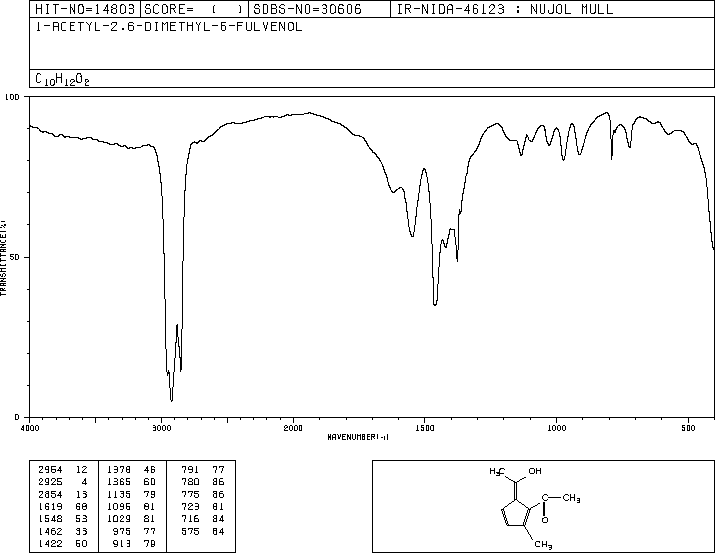 HIT-NO=14803 SCORE= ( ) SDBS-NO=30606 IR-NIDA-46123 : NUJOL MULL
1-ACETYL-2,6-DIMETHYL-6-FULVENOL
C10H12O2
100
50
0
TRANSMITTANCE(%)
4000 3000 2000 1500 1000 500
WAVENUMBER(-1)
2964 12 1378 46 791 77
2925 4 1365 60 780 86
2854 13 1135 79 775 86
1619 68 1096 81 723 81
1548 53 1029 81 716 84
1462 33 975 77 575 84
1422 50 913 79
H3C OH
C CH3
O
CH3